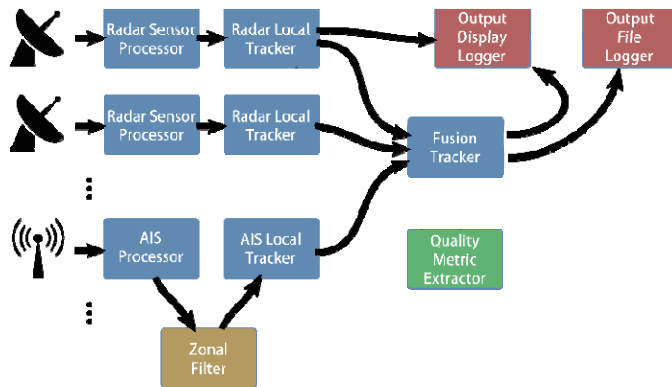 Radar Sensor
Processor
Radar Local
Tracker
Output
Display
Logger
Output
File
Logger
Radar Sensor
Processor
Radar Local
Tracker
Fusion
Tracker
AIS
Processor
AIS Local
Tracker
Quality
Metric
Extractor
Zonal
Filter